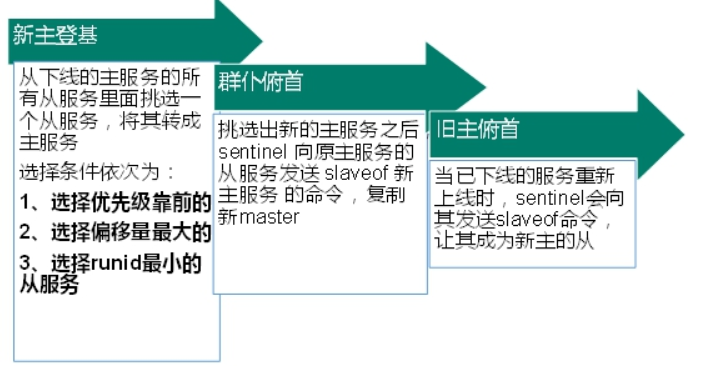 新主登基
从下线的主服务的所
有从服务里面挑选一
个从服务，将其转成
主服务
选择条件依次为：
1、选择优先级靠前的
2、选择偏移量最大的
3、选择runid最小的
从服务
群仆俯首
挑选出新的主服务之后，
sentinel 向原主服务的
从服务发送 slaveof 新
主服务 的命令，复制
新master
旧主俯首
当已下线的服务重新
上线时，sentinel会向
其发送slaveof命令，
让其成为新主的从